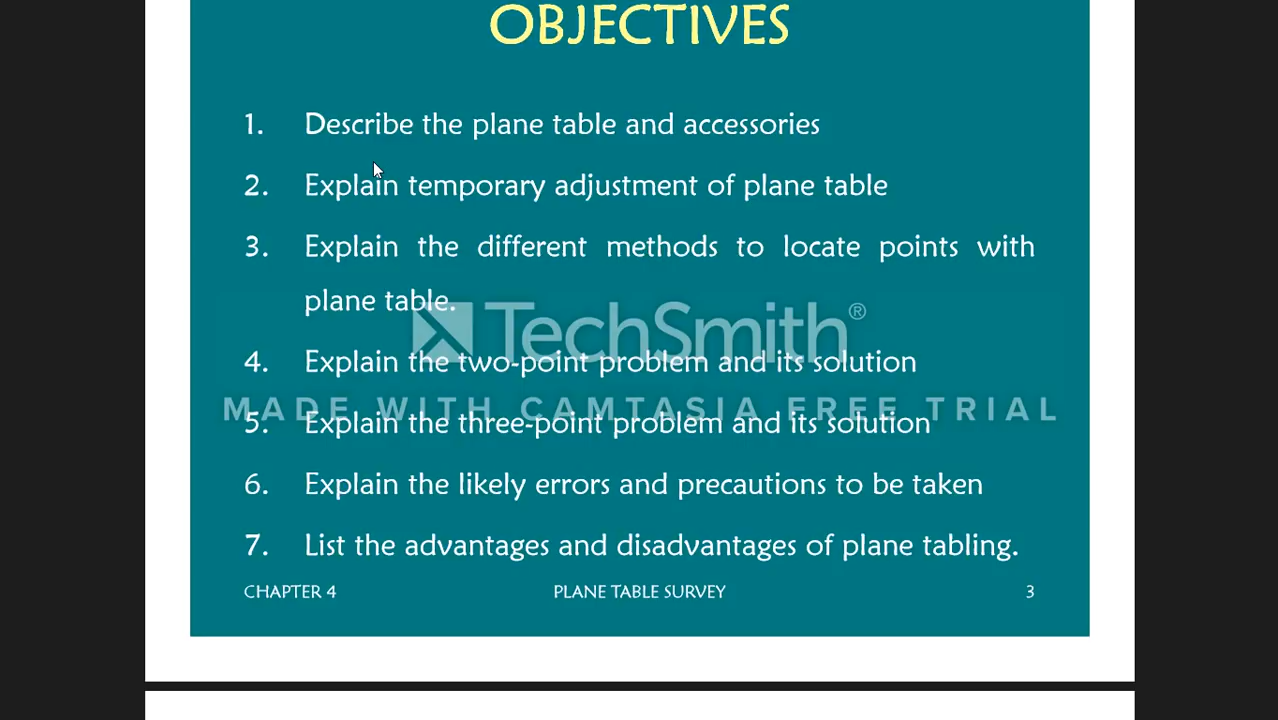 OBJECTIVES
1. Describe the plane table and accessories
2. Explain temporary adjustment of plane table
3. Explain the different methods to locate points with
plane table.
TechSmith®
4. Explain the two-point problem and its solution
MADE WITH CAMTASIA FREE TRIAL
5. Explain the three-point problem and its solution
6. Explain the likely errors and precautions to be taken
7. List the advantages and disadvantages of plane tabling.
CHAPTER 4 PLANE TABLE SURVEY 3